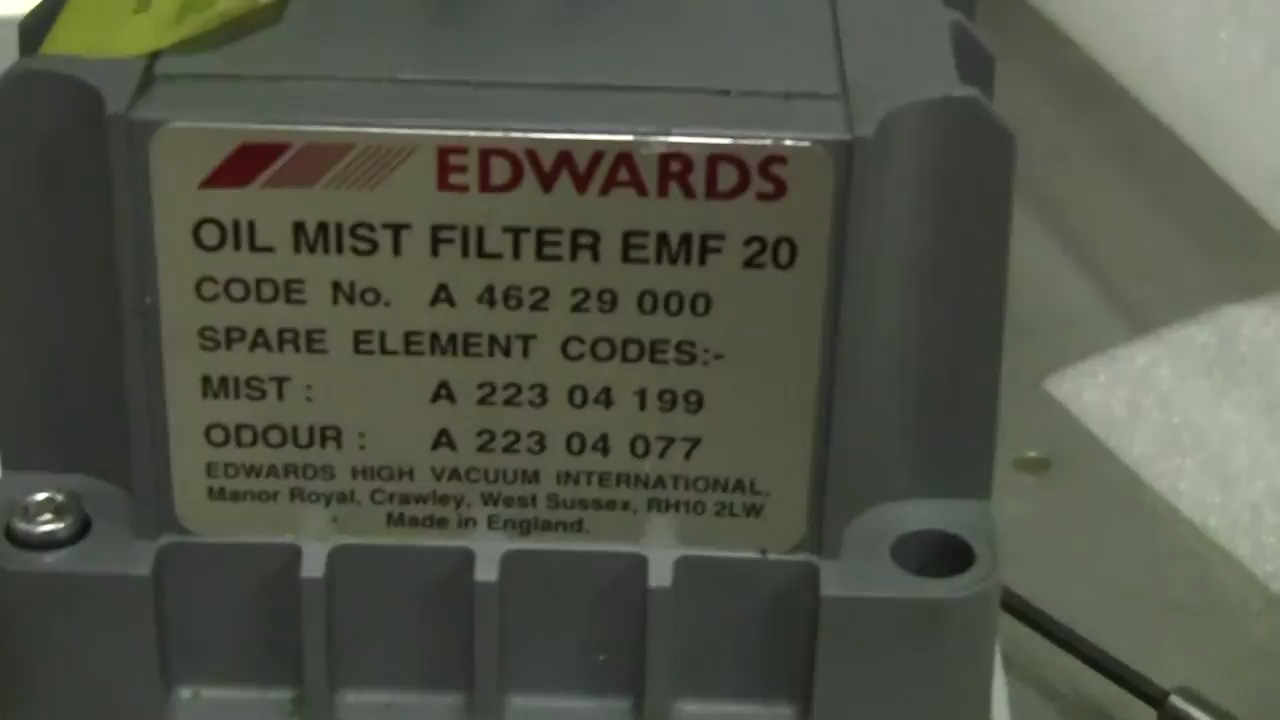 EDWARDS
OIL MIST FILTER EMF 20
CODE No. A 462 29 000
SPARE ELEMENT CODES:-
MIST : A 223 04 199
ODOUR : A 223 04 077
EDWARDS HIGH VACUUM INTERNATIONAL,
Manor Royal, Crawley, West Sussex, RH10 2LW.
Made in England.